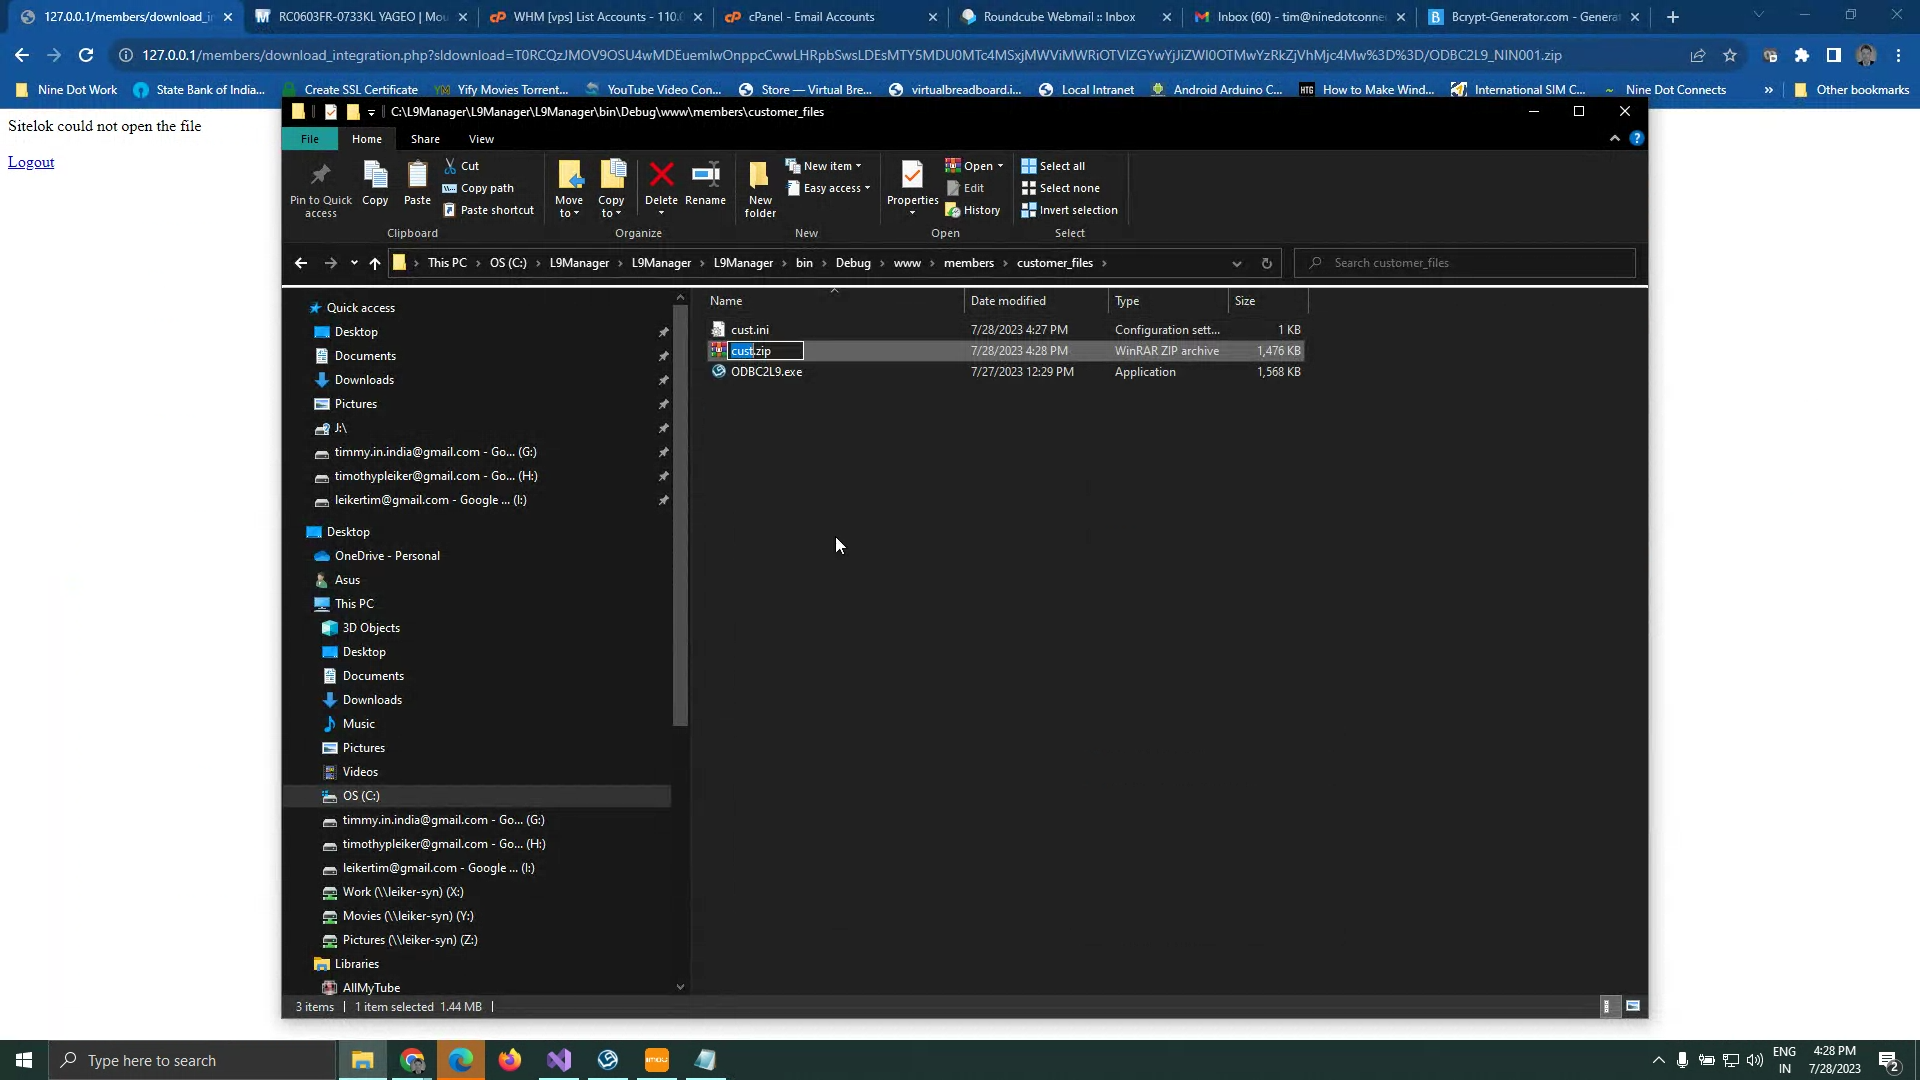 127.0.0.1/members/download_i
RC0603FR-0733KL YAGEO | Mou
WHM [vps] List Accounts - 110.0
cPanel - Email Accounts
Roundcube Webmail :: Inbox
Inbox (60) - tim@ninedotconne
Bcrypt-Generator.com - Genera
127.0.0.1/members/download_integration.php?sldownload=T0RCQzJMOV9OSU4wMDEuemlwOnppcCwwLHRpbSwsLDEsMTY5MDU0MTc4MSxjMWViMWRiOTVlZGYwYjJiZWI0OTMwYzRkZjVhMjc4Mw%3D%3D/ODBC2L9_NIN001.zip
Nine Dot Work
State Bank of India...
Create SSL Certificate
Yify Movies Torrent...
YouTube Video Con...
Store — Virtual Bre...
virtualbreadboard.i...
Local Intranet
Android Arduino C...
How to Make Wind...
International SIM C...
Nine Dot Connects
»
Other bookmarks
Sitelok could not open the file
Logout
C:\L9Manager\L9Manager\L9Manager\bin\Debug\www\members\customer_files
File
Home
Share
View
Pin to Quick
access
Copy
Paste
Cut
Copy path
Paste shortcut
Clipboard
Move
to
Copy
to
Delete
Rename
Organize
New
folder
New item
Easy access
New
Properties
Open
Edit
History
Open
Select all
Select none
Invert selection
Select
This PC
OS (C:)
L9Manager
L9Manager
L9Manager
bin
Debug
www
members
customer_files
Search customer_files
Name
Date modified
Type
Size
cust.ini
7/28/2023 4:27 PM
Configuration sett...
1 KB
cust.zip
7/28/2023 4:28 PM
WinRAR ZIP archive
1,476 KB
ODBC2L9.exe
7/27/2023 12:29 PM
Application
1,568 KB
Quick access
Desktop
Documents
Downloads
Pictures
J:\
timmy.in.india@gmail.com - Go... (G:)
timothypleiker@gmail.com - Go... (H:)
leikertim@gmail.com - Google ... (I:)
Desktop
OneDrive - Personal
Asus
This PC
3D Objects
Desktop
Documents
Downloads
Music
Pictures
Videos
OS (C:)
timmy.in.india@gmail.com - Go... (G:)
timothypleiker@gmail.com - Go... (H:)
leikertim@gmail.com - Google ... (I:)
Work (\\leiker-syn) (X:)
Movies (\\leiker-syn) (Y:)
Pictures (\\leiker-syn) (Z:)
Libraries
AllMyTube
3 items
1 item selected 1.44 MB
Type here to search
ENG
IN
4:28 PM
7/28/2023
2